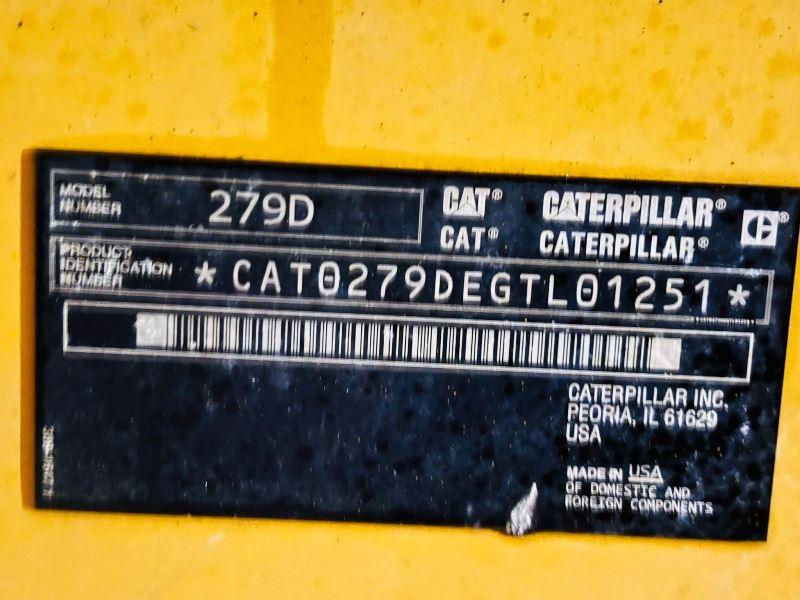 MODEL NUMBER 279D
CAT® CATERPILLAR®
CAT® CATERPILLAR®
PRODUCT IDENTIFICATION NUMBER *CAT0279DEGTL01251*
CATERPILLAR INC.
PEORIA, IL 61629
USA
MADE IN USA
OF DOMESTIC AND
FOREIGN COMPONENTS